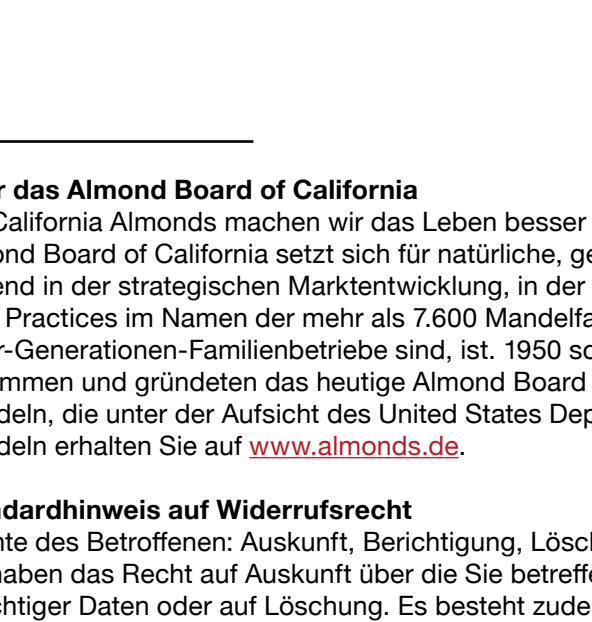 r das Almond Board of California
California Almonds machen wir das Leben besser
ond Board of California setzt sich für natürliche, ge
end in der strategischen Marktentwicklung, in der
Practices im Namen der mehr als 7.600 Mandelfa
r-Generationen-Familienbetriebe sind, ist. 1950 sc
mmen und gründeten das heutige Almond Board
deln, die unter der Aufsicht des United States Dep
deln erhalten Sie auf www.almonds.de.
ndardhinweis auf Widerrufsrecht
hte des Betroffenen: Auskunft, Berichtigung, Lösch
haben das Recht auf Auskunft über die Sie betreffe
chtiger Daten oder auf Löschung. Es besteht zude